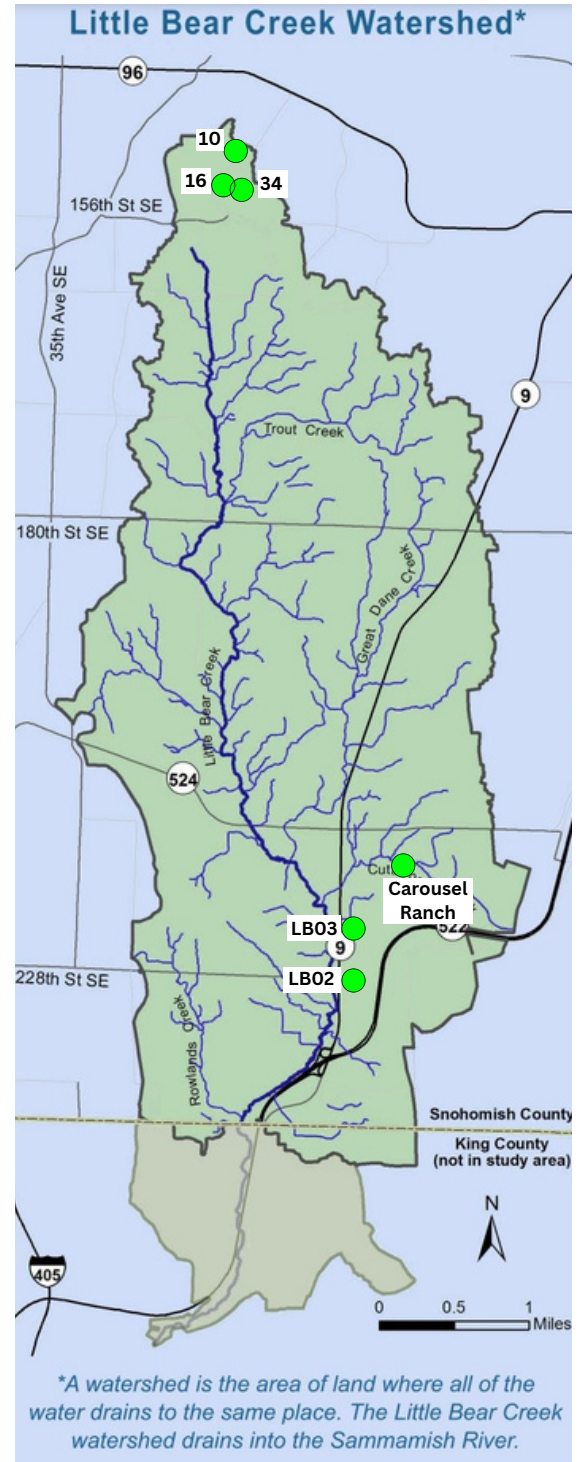 Little Bear Creek Watershed*
96
10
16
34
156th St SE
35th Ave SE
9
Trout Creek
180th St SE
Great Dane Creek
Little Bear Creek
524
Carousel
Ranch
LB03
522
9
LB02
228th St SE
Rowlands Creek
Snohomish County
King County
(not in study area)
N
405
0 0.5 1
Miles
*A watershed is the area of land where all of the
water drains to the same place. The Little Bear Creek
watershed drains into the Sammamish River.